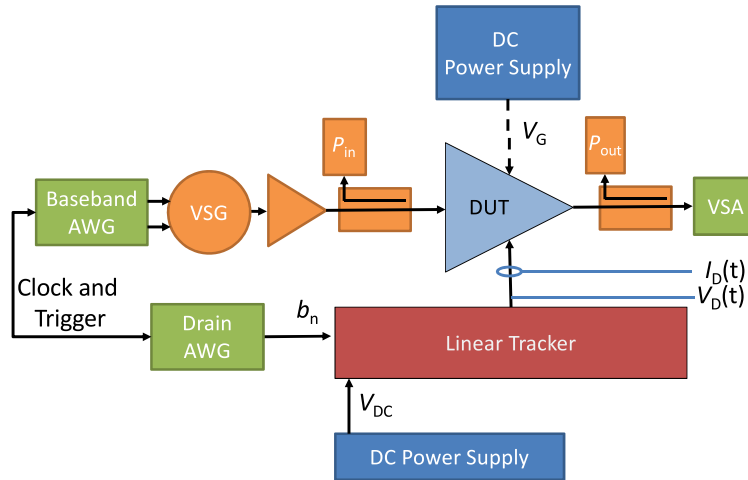 DC
Power Supply
V_G
P_in
P_out
Baseband
AWG
VSG
DUT
VSA
I_D(t)
V_D(t)
Clock and
Trigger
Drain
AWG
b_n
Linear Tracker
V_DC
DC Power Supply